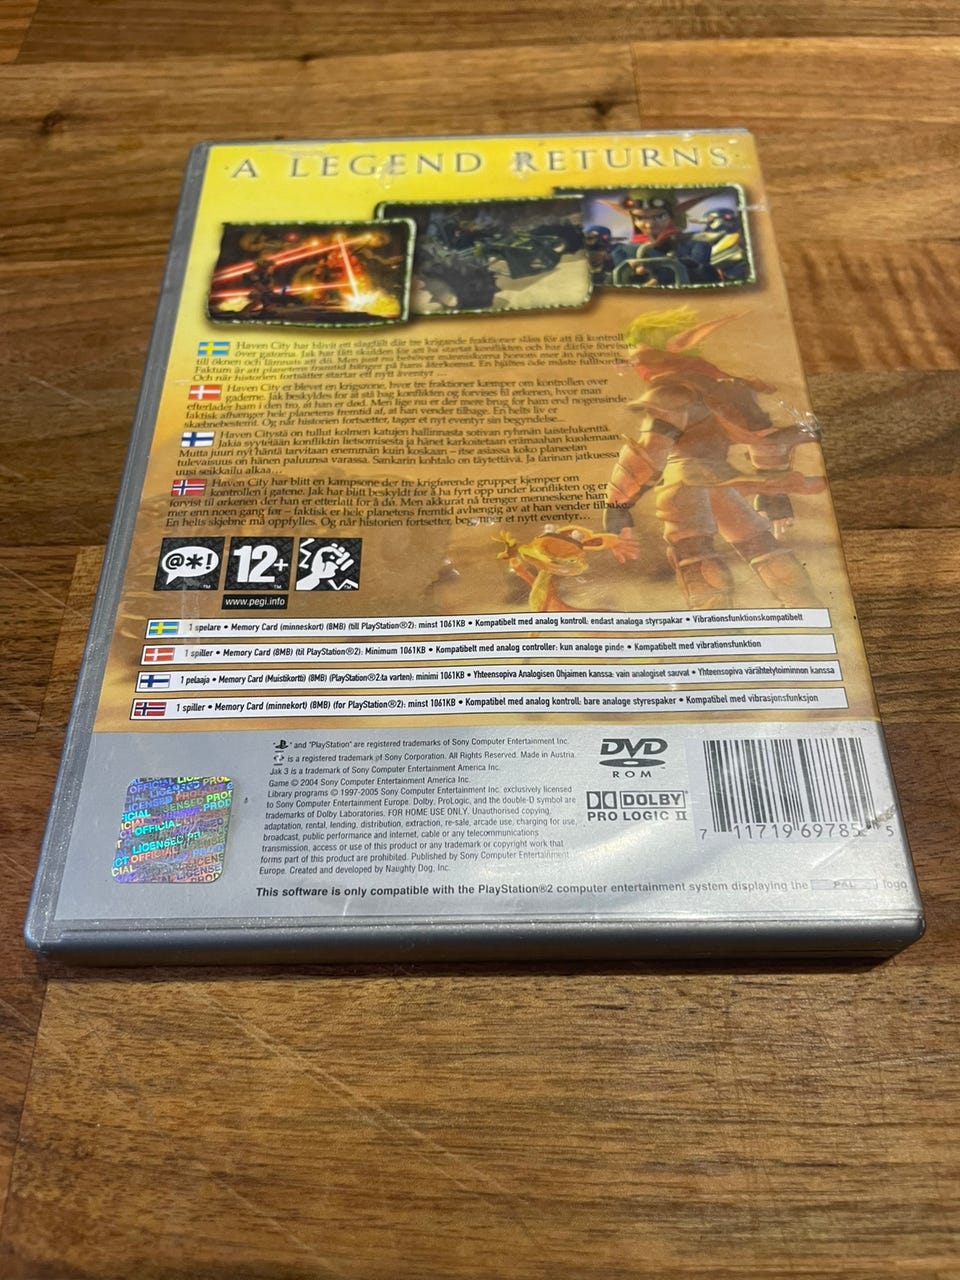 · A LEGEND RETURNS ·
Haven City har blivit ett slagfält där tre krigande fraktioner slåss för att få kontroll
över gatorna. Jak har fått skulden för att ha startat konflikten och har därför förvisats
till öknen och lämnats att dö. Men just nu behöver människorna honom mer än någonsin.
Faktum är att planetens framtid hänger på hans återkomst. En hjältes öde måste fullbordas.
Och när historien fortsätter startar ett nytt äventyr ...
Haven City er blevet en krigszone, hvor tre fraktioner kæmper om kontrollen over
gaderne. Jak beskyldes for at stå bag konflikten og forvises til ørkenen, hvor man
efterlader ham i den tro, at han er død. Men lige nu er der mere brug for ham end nogensinde -
faktisk afhænger hele planetens fremtid af, at han vender tilbage. En helts liv er
skæbnebestemt. Og når historien fortsætter, tager et nyt eventyr sin begyndelse...
Haven Citystä on tullut kolmen katujen hallinnasta sotivan ryhmän taistelukenttä.
Jakia syytetään konfliktin lietsomisesta ja hänet karkoitetaan erämaahan kuolemaan.
Mutta juuri nyt häntä tarvitaan enemmän kuin koskaan – itse asiassa koko planeetan
tulevaisuus on hänen paluunsa varassa. Sankarin kohtalo on täytettävä. Ja tarinan jatkuessa
uusi seikkailu alkaa...
Haven City har blitt en kampsone der tre krigførende grupper kjemper om
kontrollen i gatene. Jak har blitt beskyldt for å ha fyrt opp under konflikten og er
forvist til ørkenen der han er etterlatt for å dø. Men akkurat nå trenger menneskene ham
mer enn noen gang før – faktisk er hele planetens fremtid avhengig av at han vender tilbake.
En helts skjebne må oppfylles. Og når historien fortsetter, begynner et nytt eventyr...
@*!
12+
www.pegi.info
1 spelare • Memory Card (minneskort) (8MB) (till PlayStation®2): minst 1061KB • Kompatibelt med analog kontroll: endast analoga styrspakar • Vibrationsfunktionskompatibelt
1 spiller • Memory Card (8MB) (til PlayStation®2): Minimum 1061KB • Kompatibelt med analog controller: kun analoge pinde • Kompatibelt med vibrationsfunktion
1 pelaaja • Memory Card (Muistikortti) (8MB) (PlayStation®2:ta varten): minimi 1061KB • Yhteensopiva Analogisen Ohjaimen kanssa: vain analogiset sauvat • Yhteensopiva värähtelytoiminnon kanssa
1 spiller • Memory Card (minnekort) (8MB) (for PlayStation®2): minst 1061KB • Kompatibel med analog kontroll: bare analoge styrespaker • Kompatibel med vibrasjonsfunksjon
" " and "PlayStation" are registered trademarks of Sony Computer Entertainment Inc.
" " is a registered trademark of Sony Corporation. All Rights Reserved. Made in Austria.
Jak 3 is a trademark of Sony Computer Entertainment America Inc.
Game © 2004 Sony Computer Entertainment America Inc.
Library programs © 1997-2005 Sony Computer Entertainment Inc. exclusively licensed
to Sony Computer Entertainment Europe. Dolby, ProLogic, and the double-D symbol are
trademarks of Dolby Laboratories. FOR HOME USE ONLY. Unauthorised copying,
adaptation, rental, lending, distribution, extraction, re-sale, arcade use, charging for use,
broadcast, public performance and internet, cable or any telecommunications
transmission, access or use of this product or any trademark or copyright work that
forms part of this product are prohibited. Published by Sony Computer Entertainment
Europe. Created and developed by Naughty Dog, Inc.
DVD
ROM
DOLBY
PRO LOGIC II
7 11719 69785 5
OFFICIAL
LICENSED PRODUCT
This software is only compatible with the PlayStation®2 computer entertainment system displaying the PAL logo